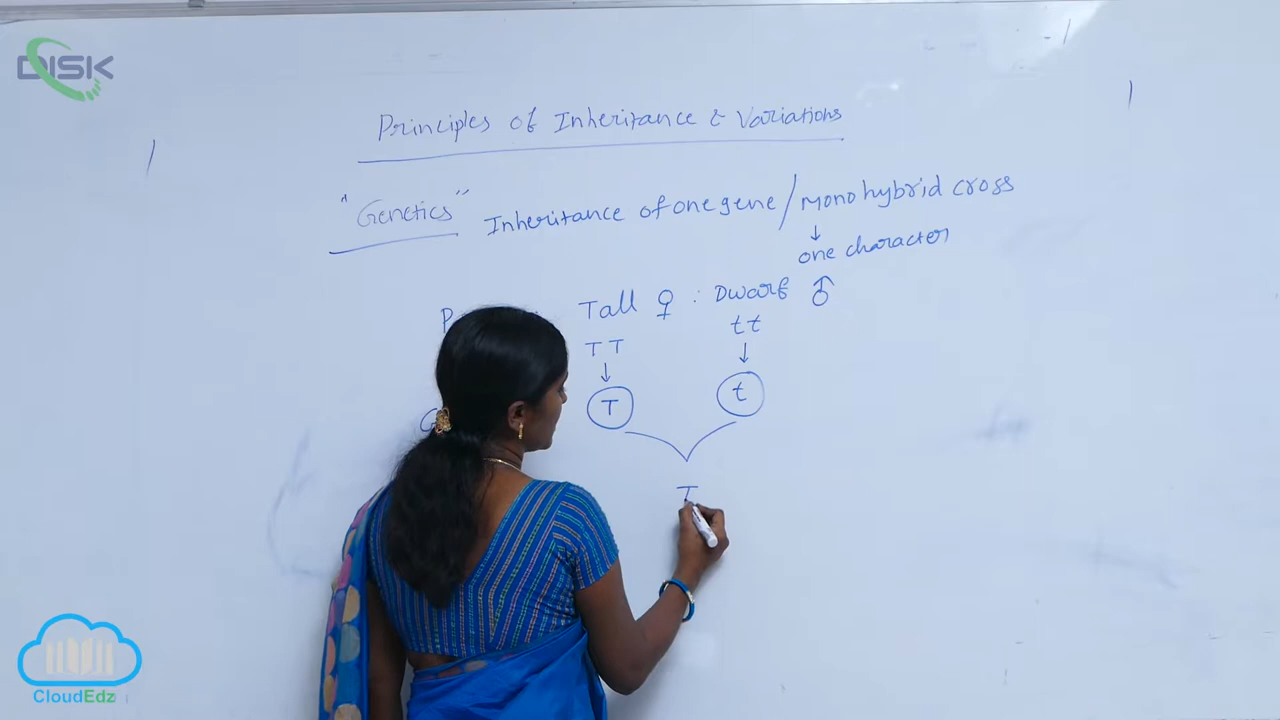 DISK
Principles of Inheritance & Variations
"Genetics" Inheritance of one gene / Monohybrid cross
↓
one character
Tall ♀ : Dwarf ♂
TT tt
↓ ↓
T t
T
CloudEdz